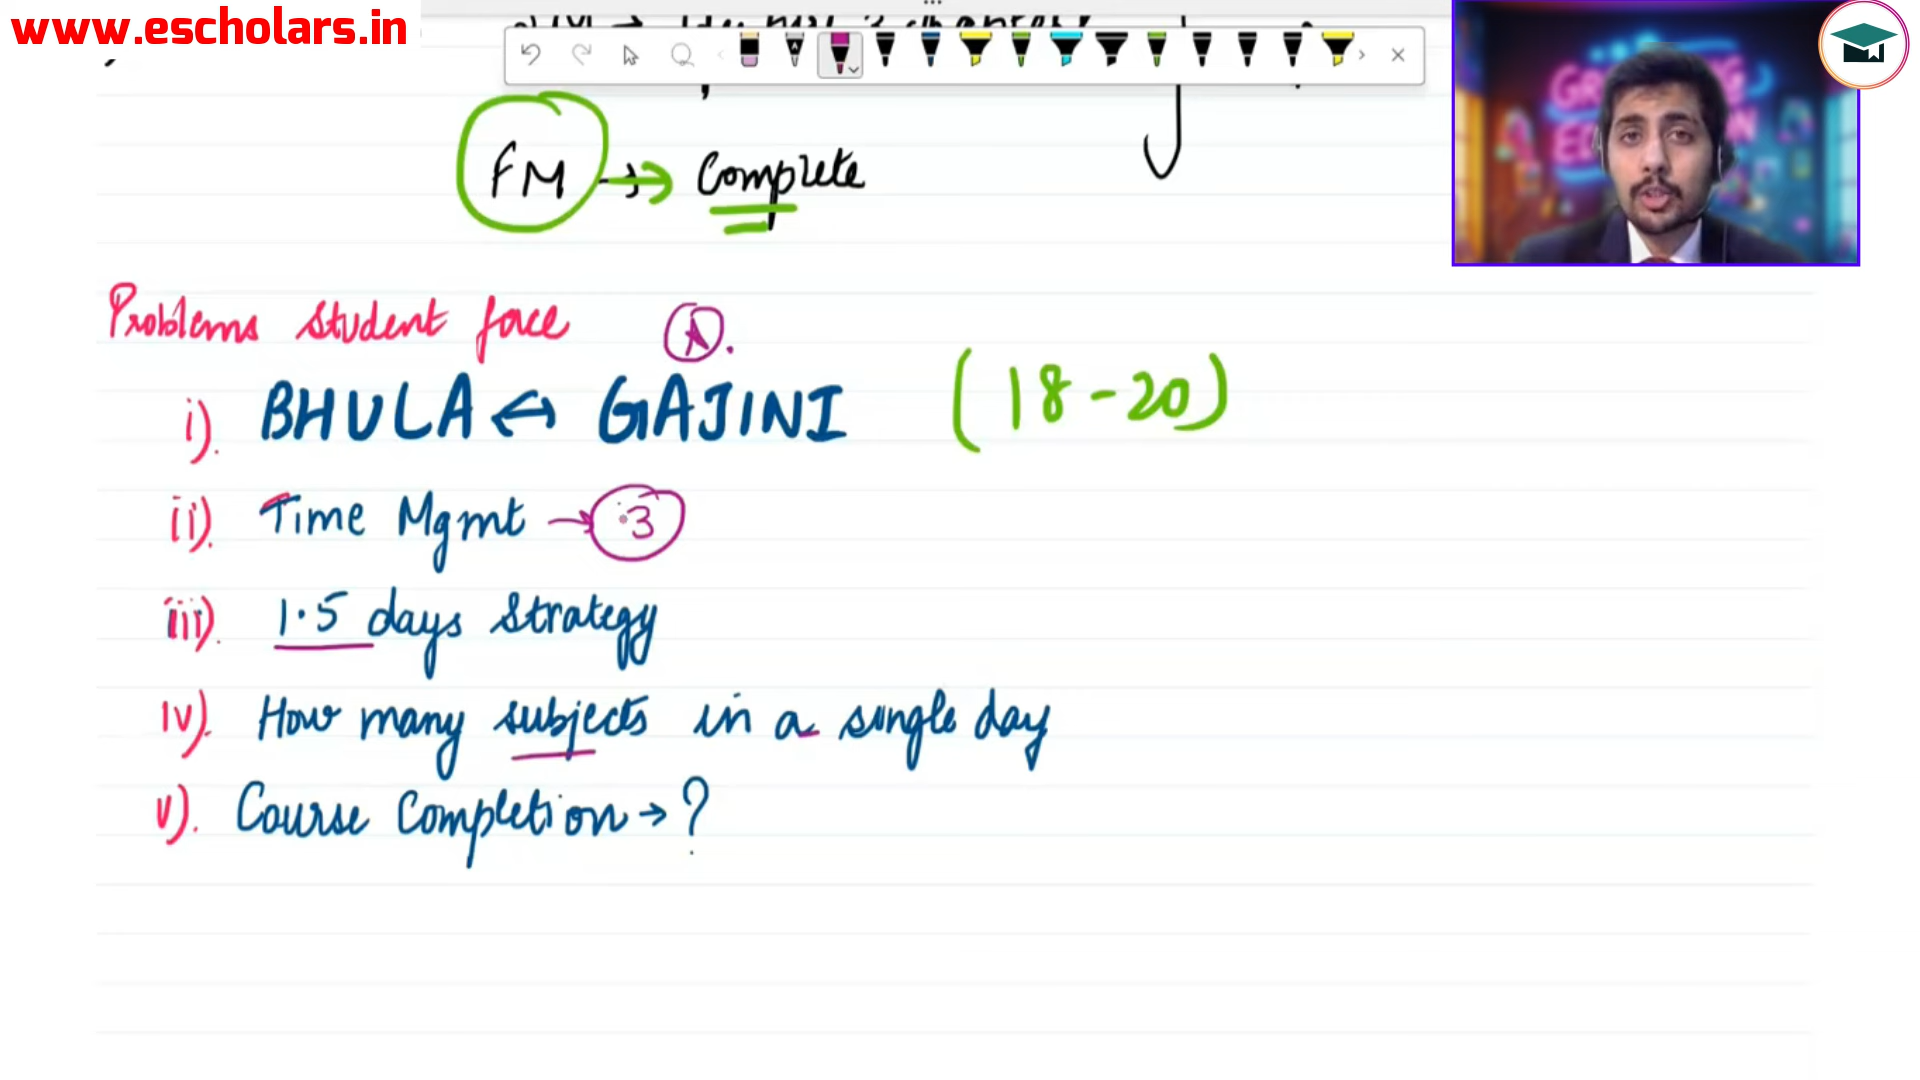 www.escholars.in
FM → Complete
Problems student face A.
i). BHULA ↔ GAJINI (18-20)
ii). Time Mgmt → 3
iii). 1.5 days strategy
iv). How many subjects in a single day
v). Course Completion → ?